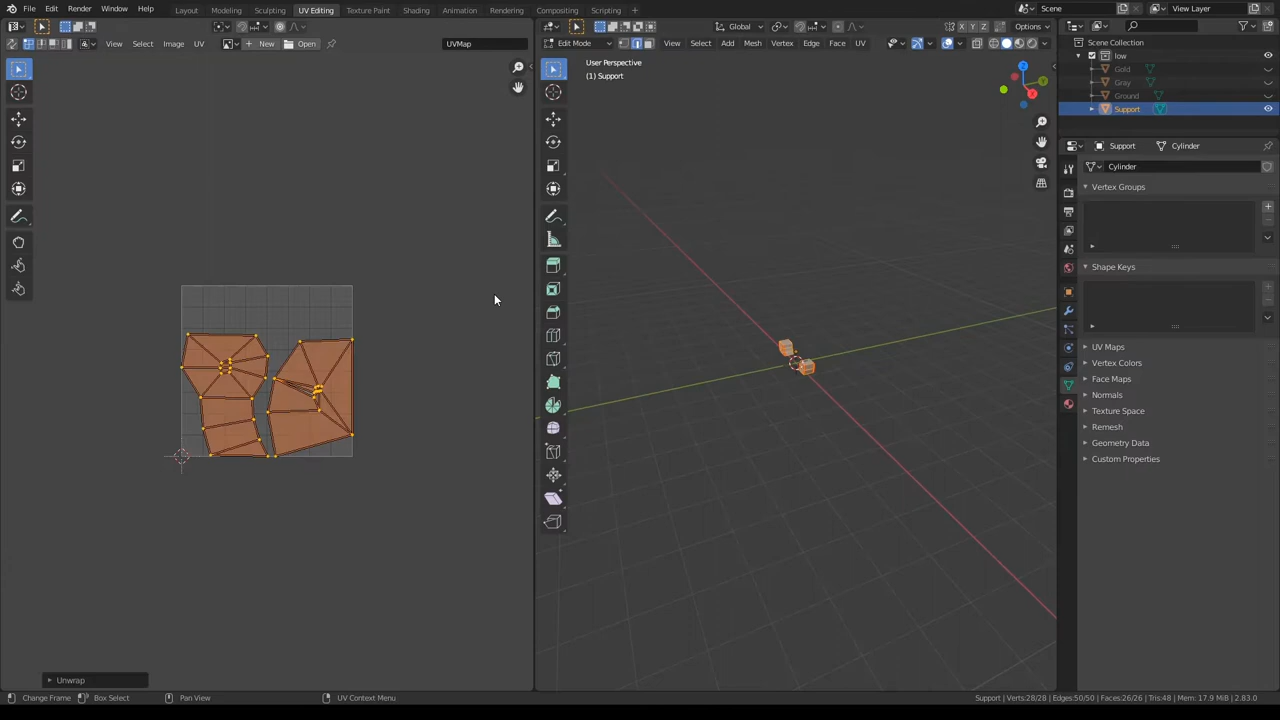 File Edit Render Window Help Layout Modeling Sculpting UV Editing Texture Paint Shading Animation Rendering Compositing Scripting + Scene View Layer
Global Options
View Select Image UV + New Open UVMap Edit Mode View Select Add Mesh Vertex Edge Face UV Scene Collection
low
User Perspective
(1) Support
Gold
Gray
Ground
Support
Support Cylinder
Cylinder
Vertex Groups
Shape Keys
UV Maps
Vertex Colors
Face Maps
Normals
Texture Space
Remesh
Geometry Data
Custom Properties
Unwrap
Change Frame Box Select Pan View UV Context Menu Support | Verts:28/28 | Edges:50/50 | Faces:26/26 | Tris:48 | Mem: 17.9 MiB | 2.83.0
X Y Z